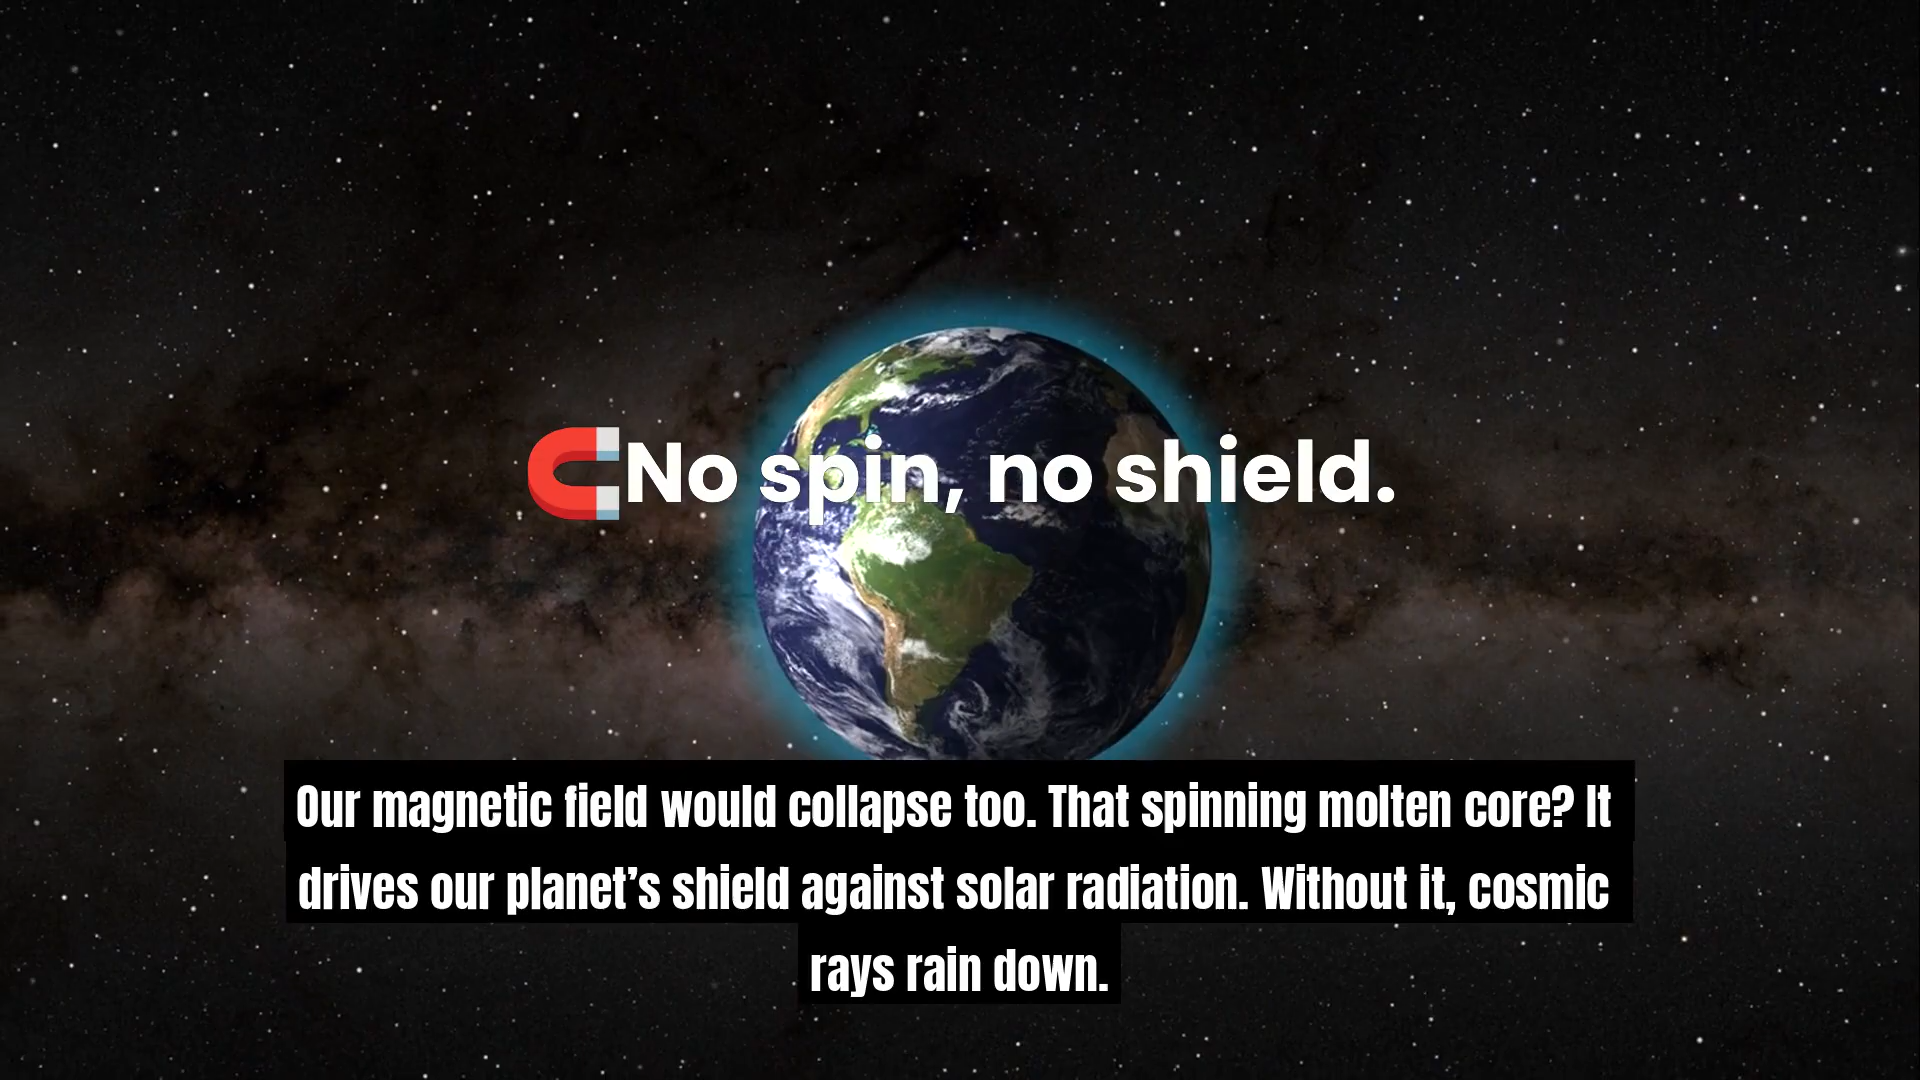 🧲No spin, no shield.
Our magnetic field would collapse too. That spinning molten core? It
drives our planet’s shield against solar radiation. Without it, cosmic
rays rain down.